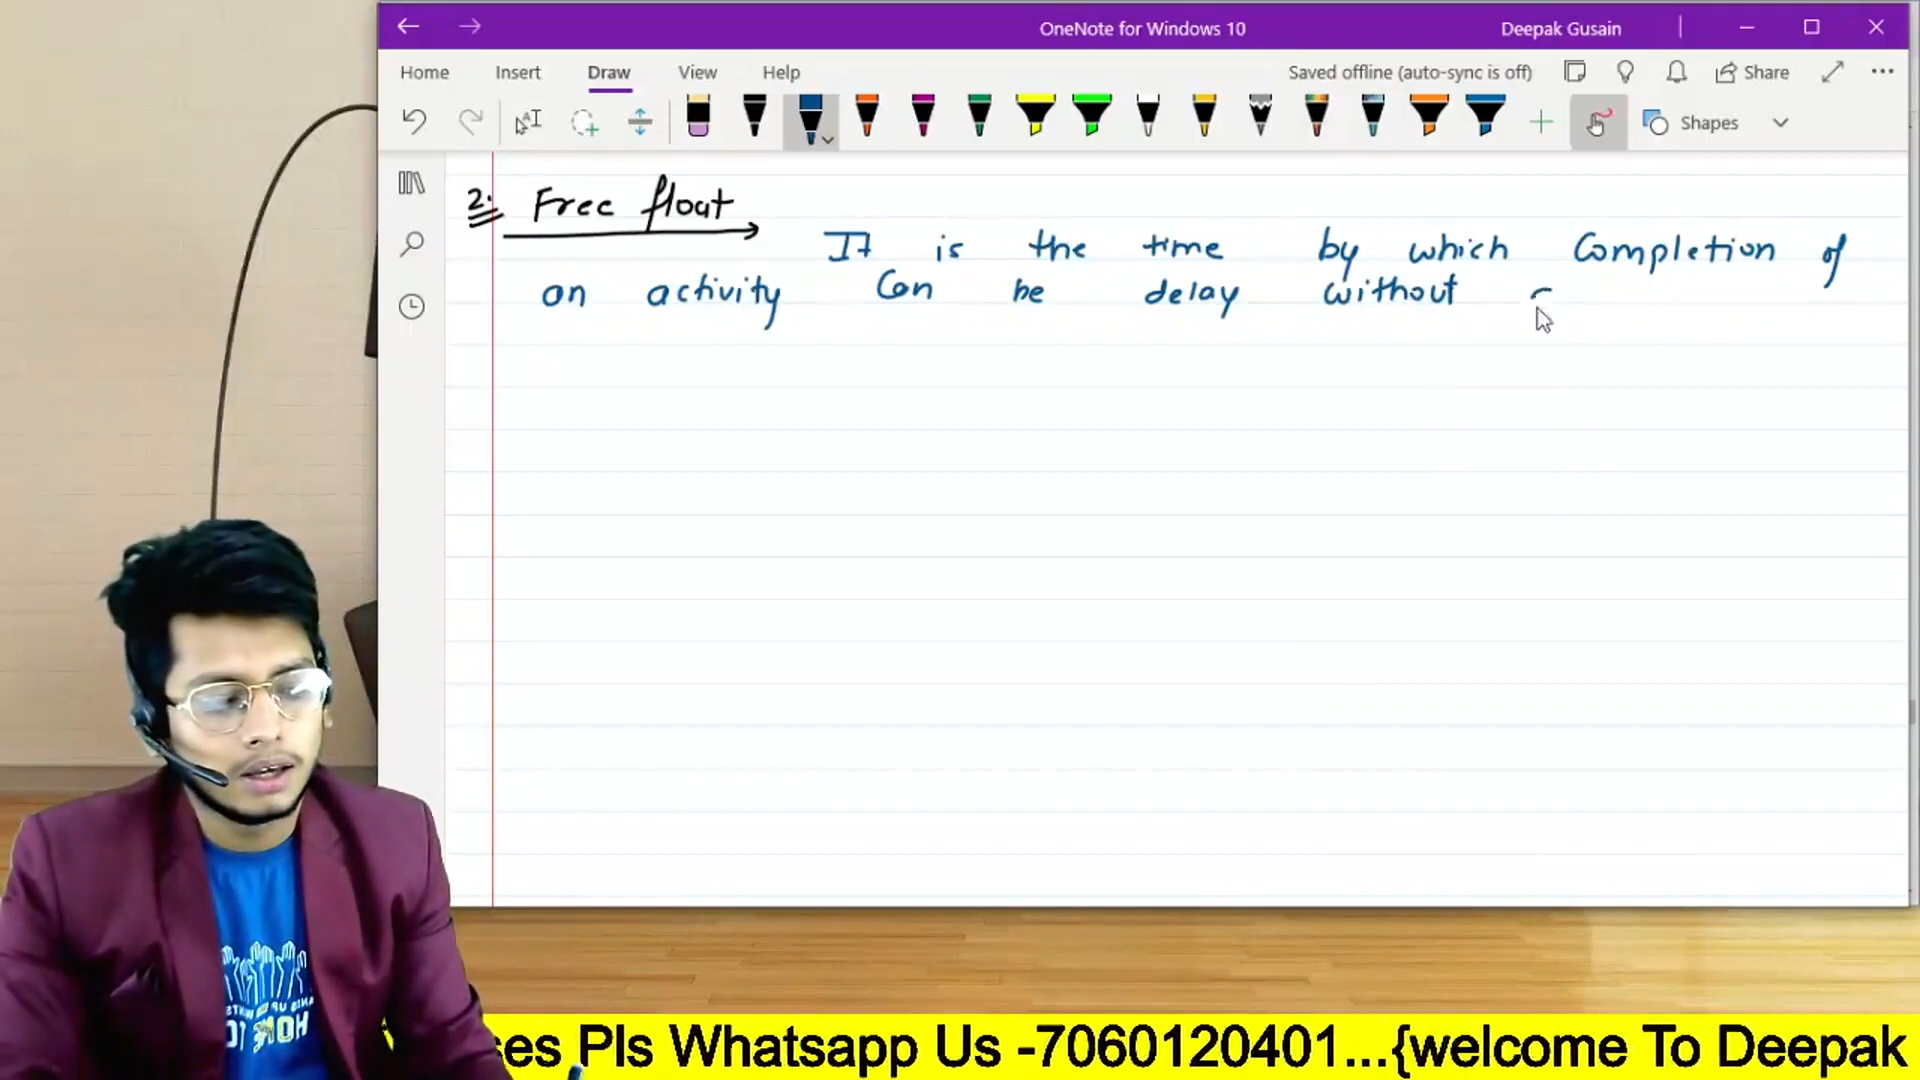 OneNote for Windows 10
Deepak Gusain
Home Insert Draw View Help
Saved offline (auto-sync is off)
Share
Shapes
2. Free float
It is the time by which Completion of
an activity Can be delay without
ses Pls Whatsapp Us -7060120401...{welcome To Deepak